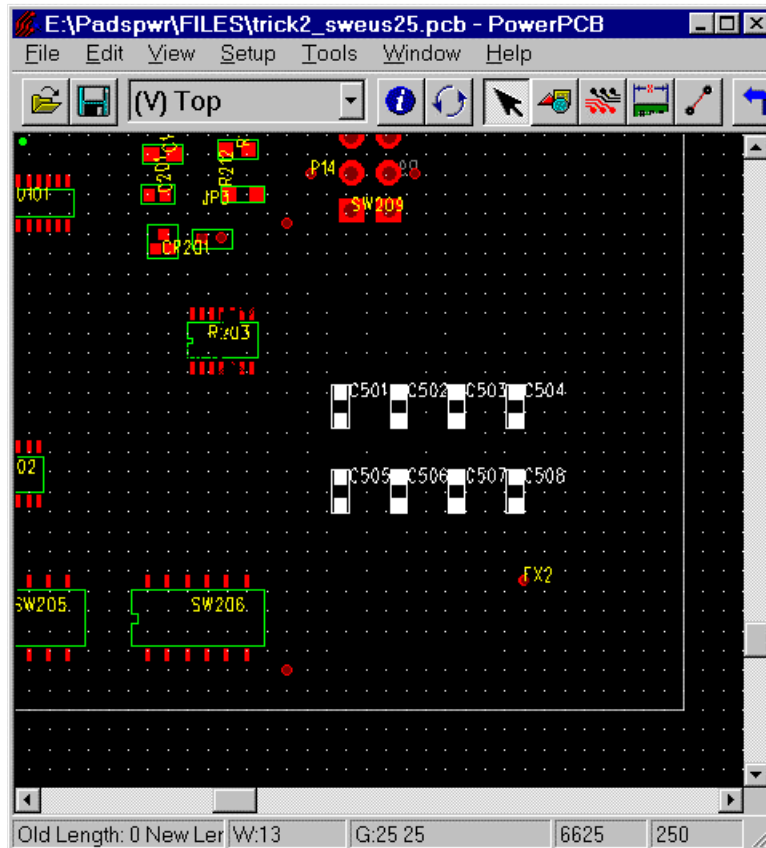 E:\Padspwr\FILES\trick2_sweus25.pcb - PowerPCB
File Edit View Setup Tools Window Help
(V) Top
P14
R212
JP3
SW209
U101
CR201
C501 C502 C503 C504
02
C505 C506 C507 C508
FX2
SW205 SW206
Old Length: 0 New Ler W:13 G:25 25 6625 250